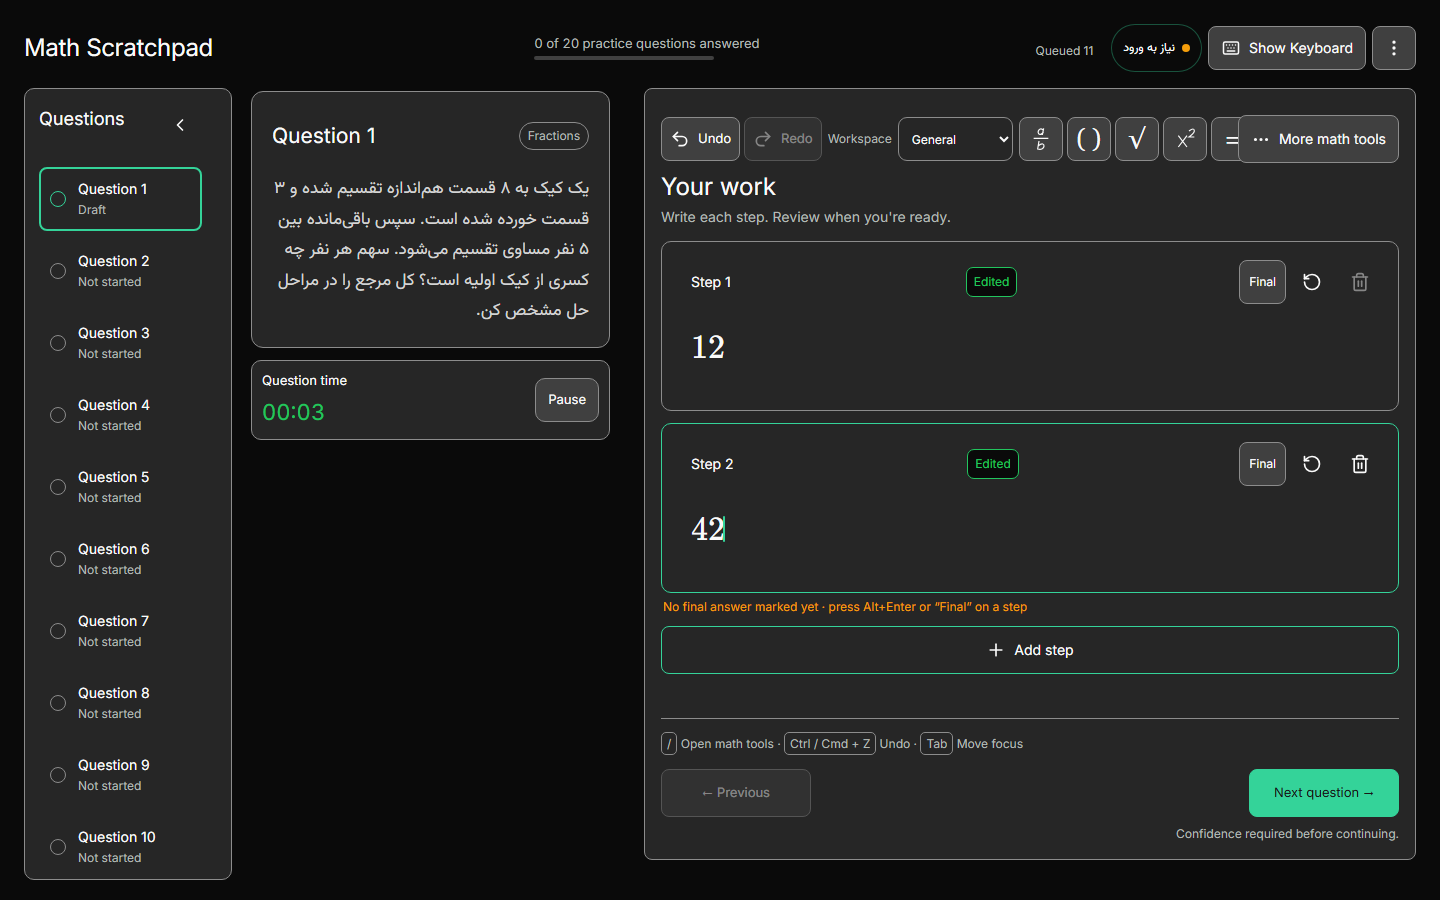 Math Scratchpad
0 of 20 practice questions answered
Queued 11
نیاز به ورود
Show Keyboard
Questions
Question 1
Draft
Question 2
Not started
Question 3
Not started
Question 4
Not started
Question 5
Not started
Question 6
Not started
Question 7
Not started
Question 8
Not started
Question 9
Not started
Question 10
Not started
Question 1
Fractions
یک کیک به ۸ قسمت هم‌اندازه تقسیم شده و ۳
قسمت خورده شده است. سپس باقی‌مانده بین
۵ نفر مساوی تقسیم می‌شود. سهم هر نفر چه
کسری از کیک اولیه است؟ کل مرجع را در مراحل
حل مشخص کن.
Question time
00:03
Pause
Undo
Redo
Workspace
General
a/b
( )
√
x²
=
More math tools
Your work
Write each step. Review when you're ready.
Step 1
Edited
Final
12
Step 2
Edited
Final
42
No final answer marked yet · press Alt+Enter or “Final” on a step
+ Add step
/ Open math tools · Ctrl / Cmd + Z Undo · Tab Move focus
← Previous
Next question →
Confidence required before continuing.